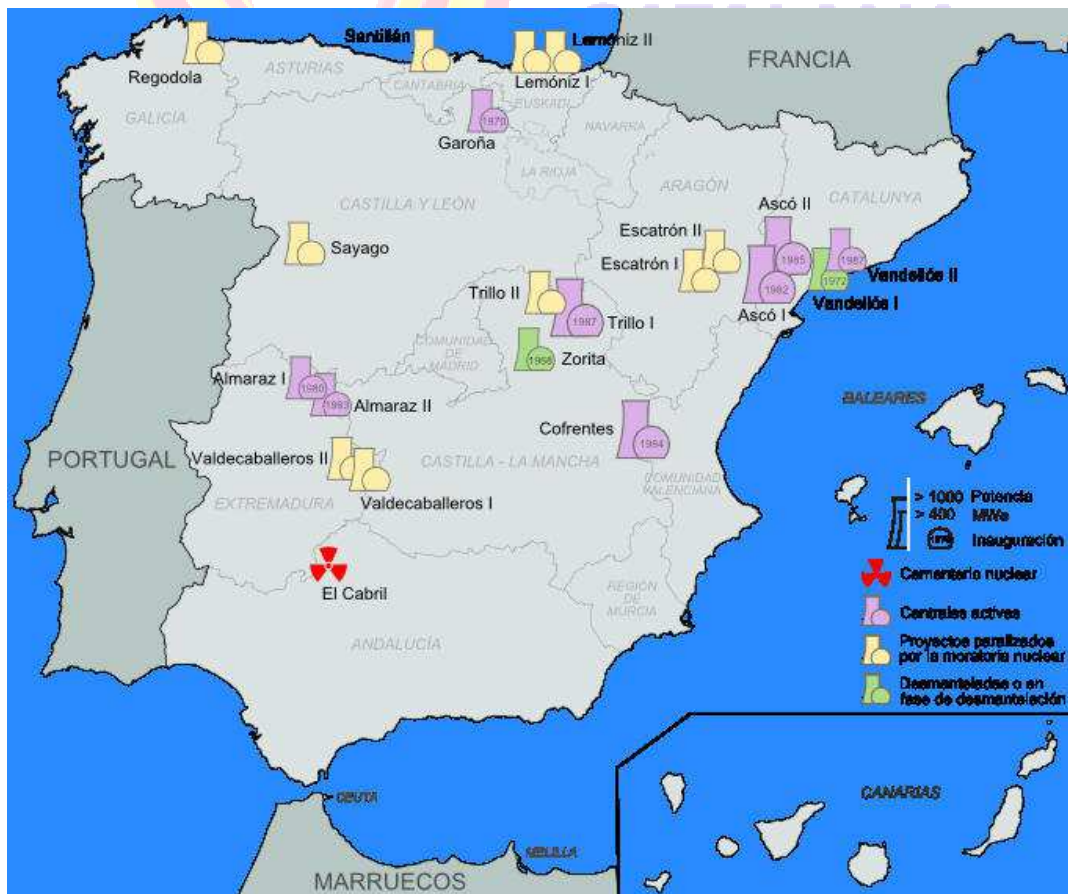 Santillán
Lemóniz II
FRANCIA
Regodola
ASTURIAS
CANTABRIA
Lemóniz I
EUSKADI
GALICIA
1970
NAVARRA
Garoña
LA RIOJA
ARAGÓN
CATALUNYA
CASTILLA Y LEÓN
Ascó II
Escatrón II
Sayago
1985
1987
Escatrón I
1972
Vandellós II
1982
Trillo II
Vandellós I
Ascó I
1987
Trillo I
COMUNIDAD
DE
MADRID
Zorita
Almaraz I
1980
Almaraz II
BALEARES
Cofrentes
1984
PORTUGAL
Valdecaballeros II
CASTILLA - LA MANCHA
COMUNIDAD
VALENCIANA
EXTREMADURA
Valdecaballeros I
> 1000 Potencia
> 400 MWe
Inauguración
El Cabril
Cementerio nuclear
REGIÓN
DE
MURCIA
Centrales activas
ANDALUCÍA
Proyectos paralizados
por la moratoria nuclear
Desmanteladas o en
fase de desmantelación
CEUTA
CANARIAS
MELILLA
MARRUECOS